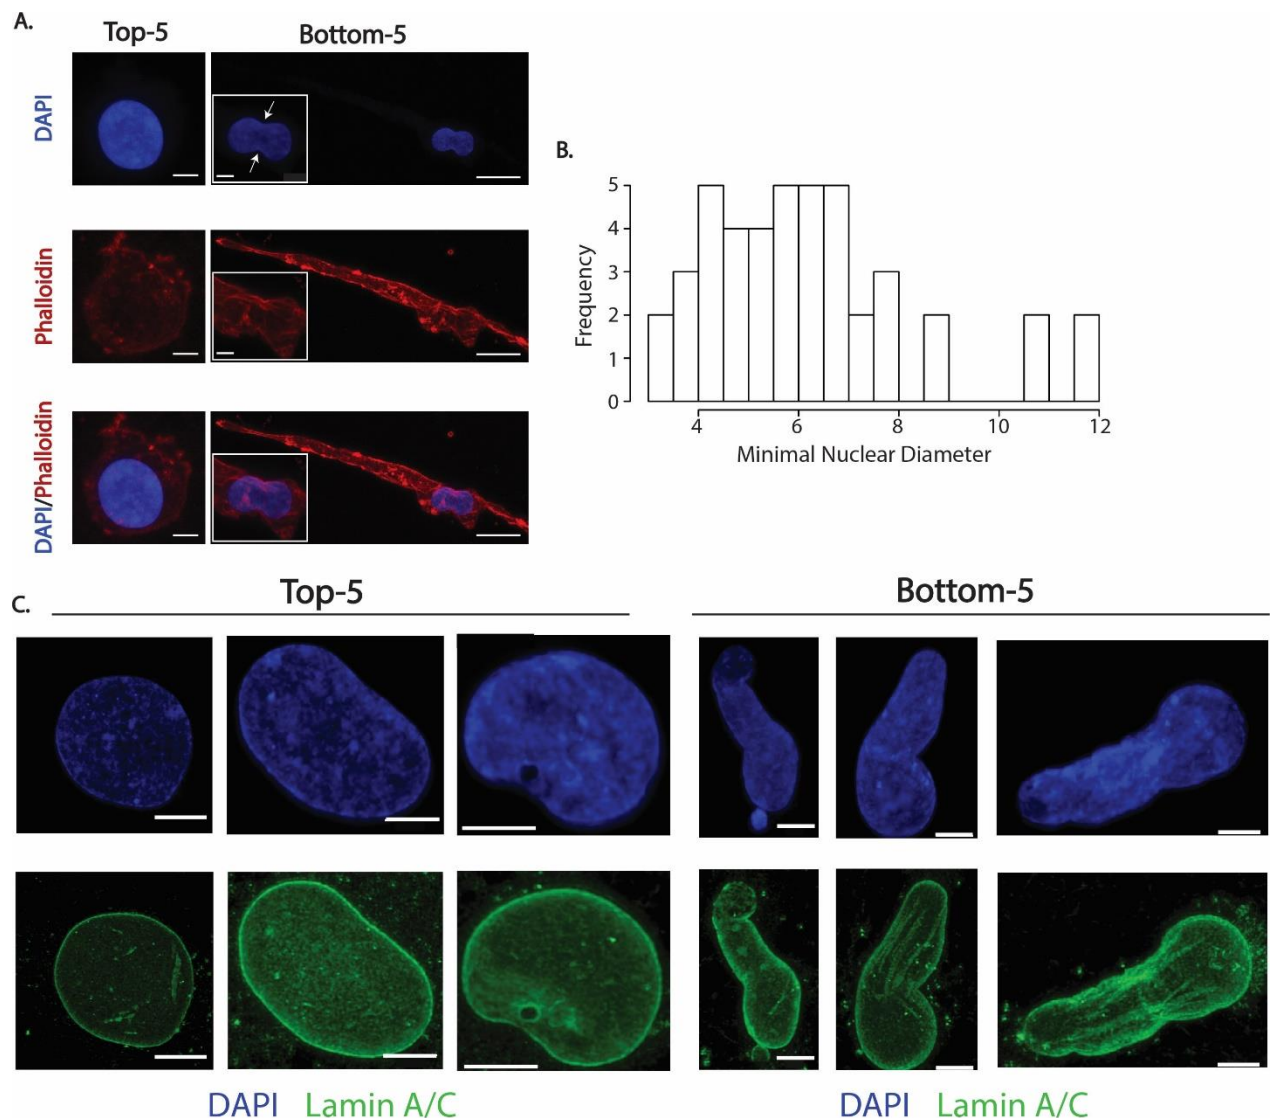 A.
Top-5
Bottom-5
DAPI
Phalloidin
DAPI/Phalloidin
B.
5
4
3
2
1
0
Frequency
4 6 8 10 12
Minimal Nuclear Diameter
C.
Top-5
Bottom-5
DAPI Lamin A/C
DAPI Lamin A/C